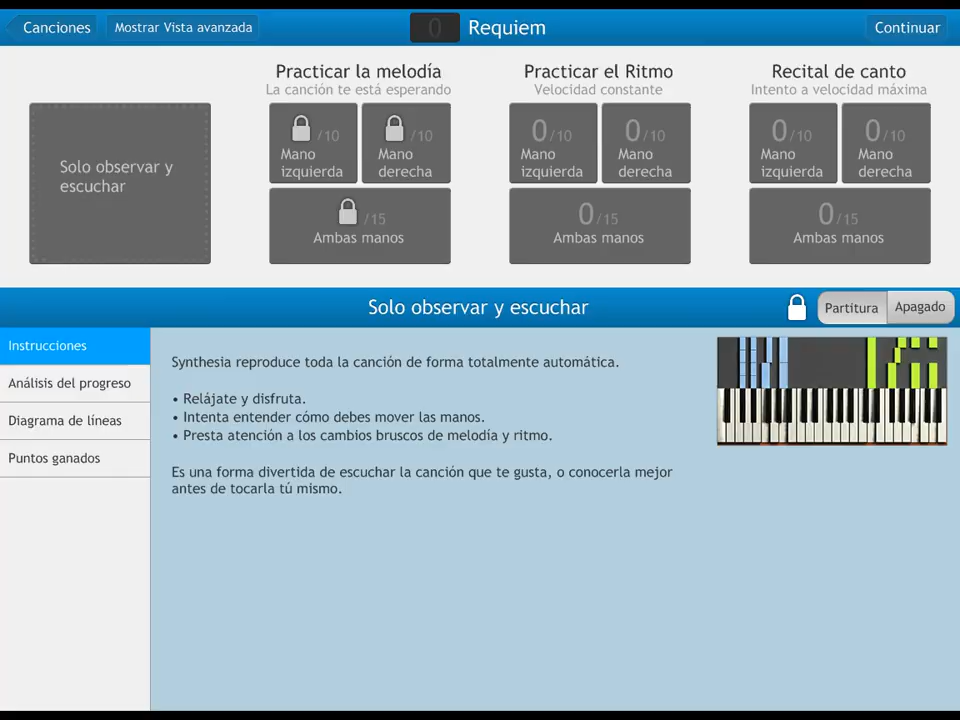 Canciones
Mostrar Vista avanzada
0
Requiem
Continuar
Practicar la melodía
La canción te está esperando
Practicar el Ritmo
Velocidad constante
Recital de canto
Intento a velocidad máxima
Solo observar y
escuchar
/10
Mano
izquierda
/10
Mano
derecha
/15
Ambas manos
0/10
Mano
izquierda
0/10
Mano
derecha
0/15
Ambas manos
0/10
Mano
izquierda
0/10
Mano
derecha
0/15
Ambas manos
Solo observar y escuchar
Partitura
Apagado
Instrucciones
Análisis del progreso
Diagrama de líneas
Puntos ganados
Synthesia reproduce toda la canción de forma totalmente automática.
• Relájate y disfruta.
• Intenta entender cómo debes mover las manos.
• Presta atención a los cambios bruscos de melodía y ritmo.
Es una forma divertida de escuchar la canción que te gusta, o conocerla mejor
antes de tocarla tú mismo.